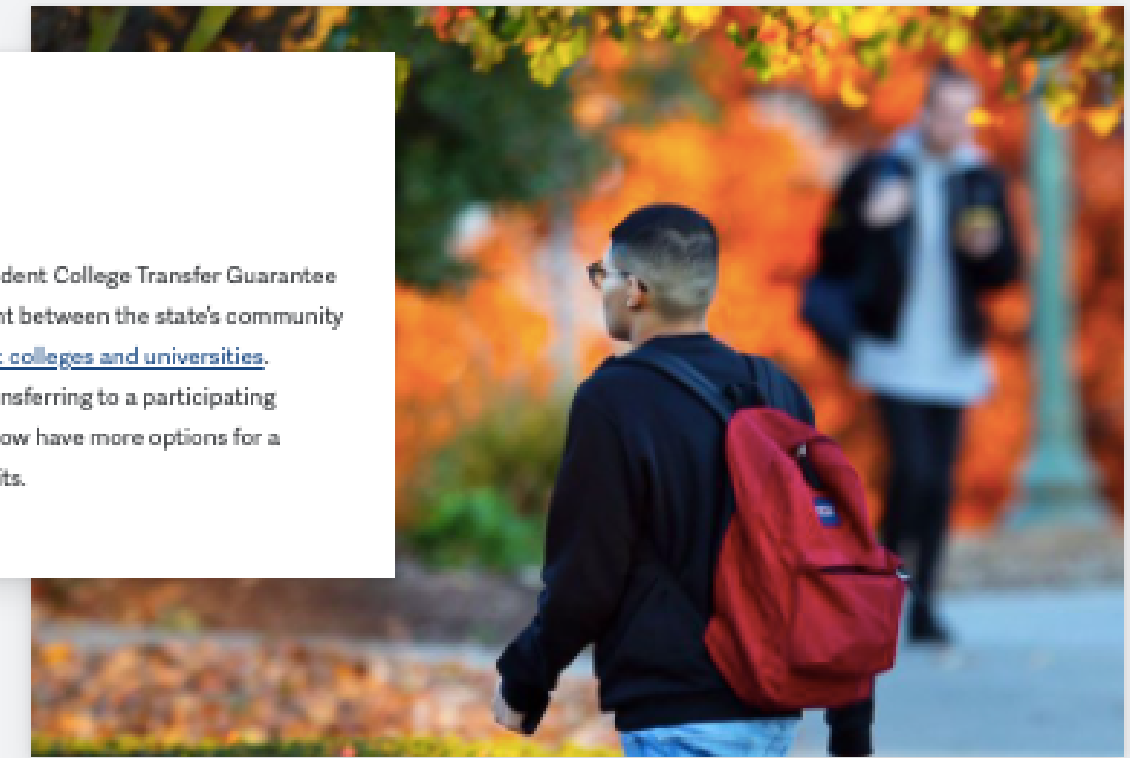 dent College Transfer Guarantee
nt between the state's community
t colleges and universities.
nsferring to a participating
ow have more options for a
its.